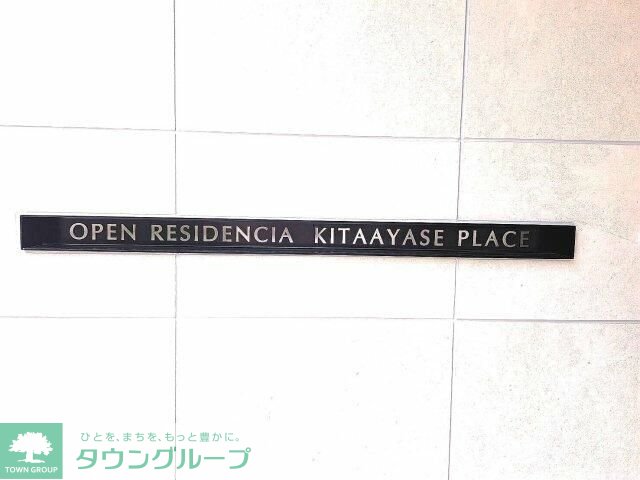 OPEN RESIDENCIA KITAAYASE PLACE
ひとを、まちを、もっと豊かに。
TOWN GROUP
タウングループ